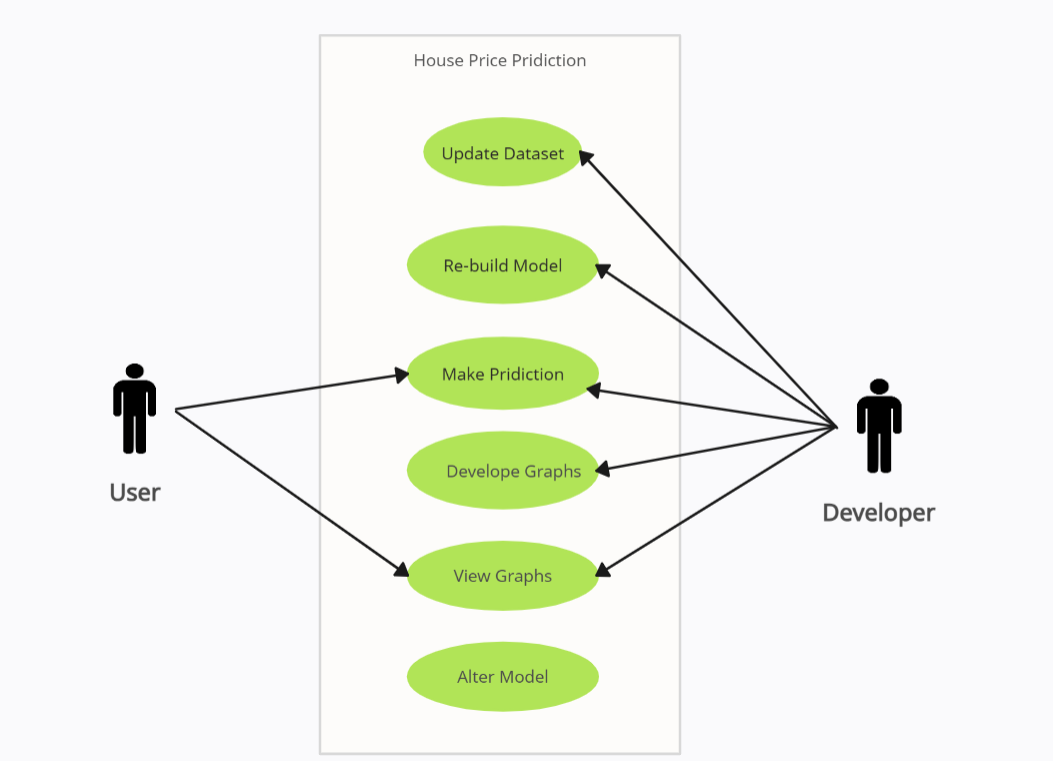 House Price Pridiction
Update Dataset
Re-build Model
Make Pridiction
Develope Graphs
View Graphs
Alter Model
User
Developer